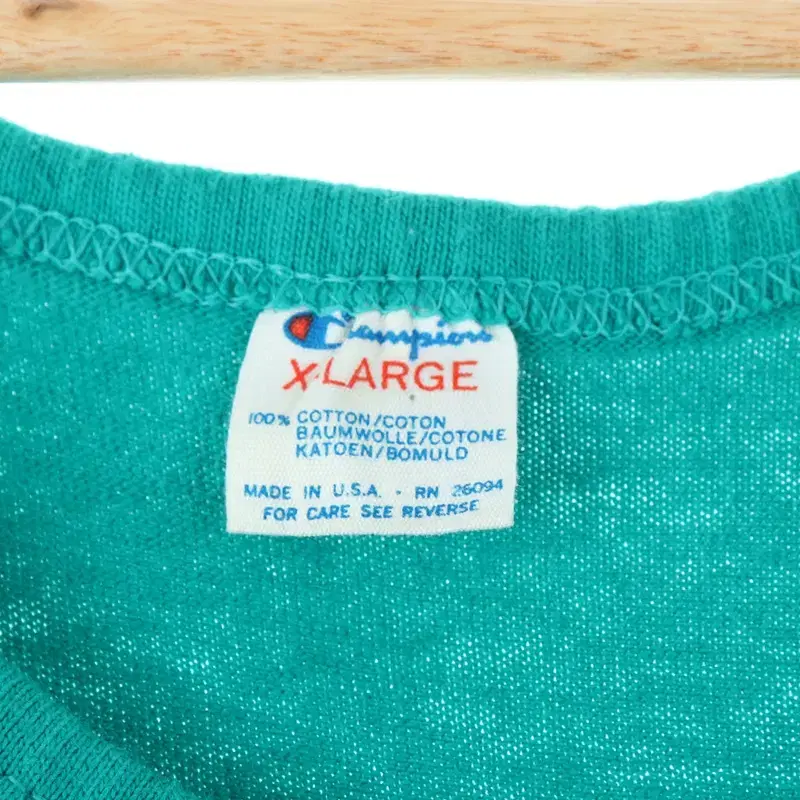 Champion
X-LARGE
100% COTTON/COTON
BAUMWOLLE/COTONE
KATOEN/BOMULD
MADE IN U.S.A. · RN 26094
FOR CARE SEE REVERSE